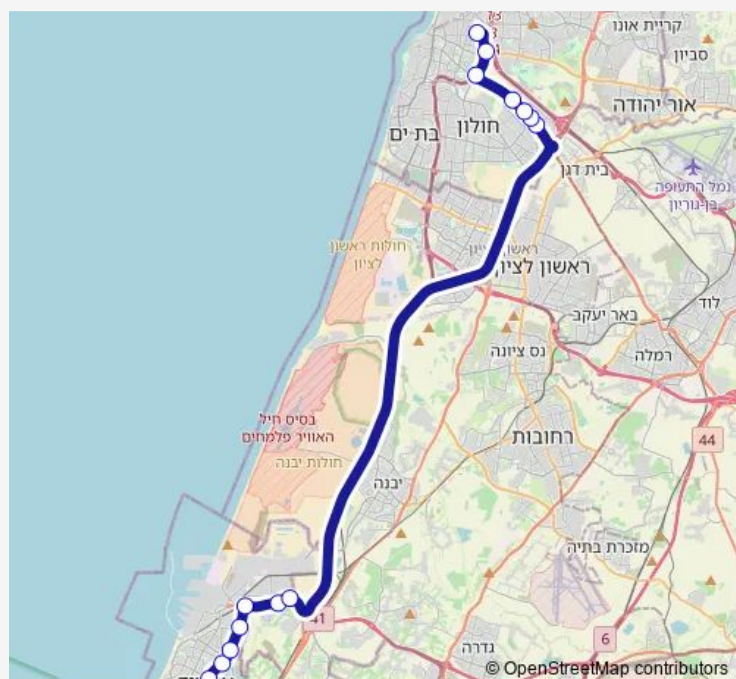 קריית אונו
סביון
אור יהודה
חולון
בת ים
בית דגן
נמל התעופה
בן-גוריון
חולות ראשון
לציון
ראשון לציון
באר יעקב
לוד
נס ציונה
רמלה
בסיס חיל
האוויר פלמחים
רחובות
44
חולות יבנה
יבנה
מזכרת בתיה
41
6
גדרה
© OpenStreetMap contributors